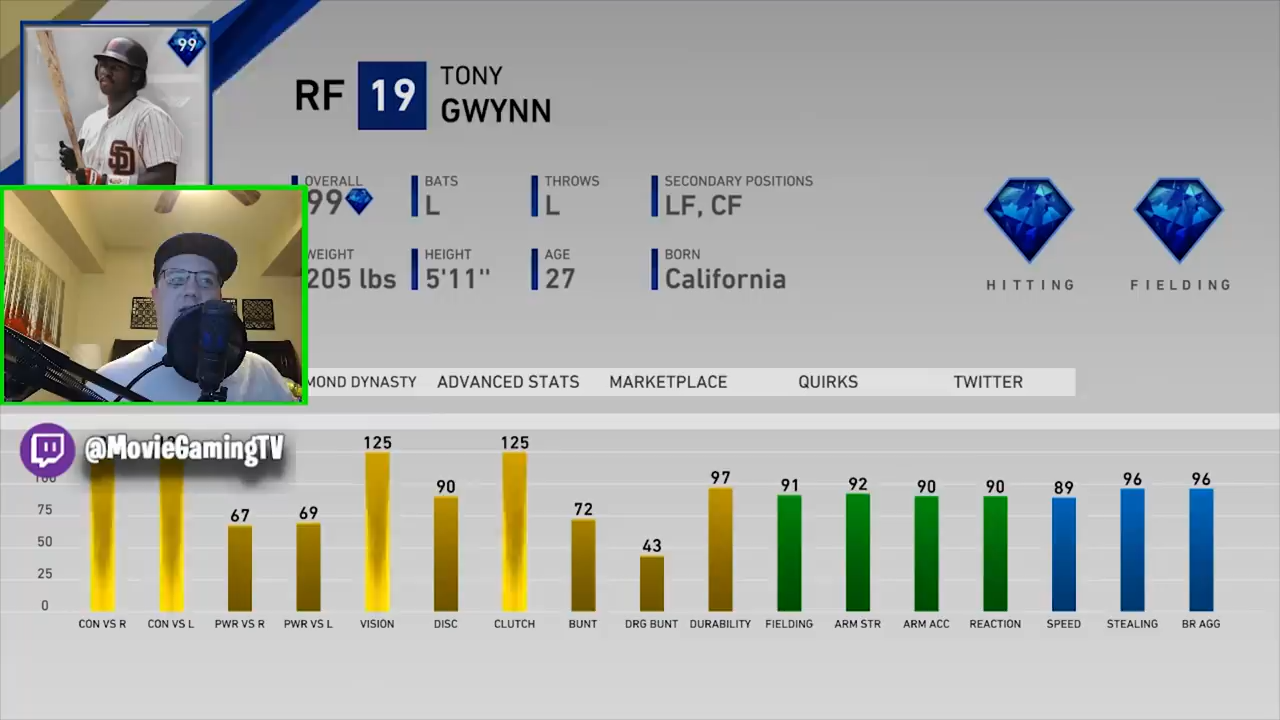 99
SD
RF 19 TONY
GWYNN
OVERALL BATS THROWS SECONDARY POSITIONS
99 L L LF, CF
WEIGHT HEIGHT AGE BORN
205 lbs 5'11" 27 California
HITTING FIELDING
MOND DYNASTY ADVANCED STATS MARKETPLACE QUIRKS TWITTER
@MovieGamingTV
125 125
90 97 91 92 90 90 89 96 96
67 69 72 43
100
75
50
25
0
CON VS R CON VS L PWR VS R PWR VS L VISION DISC CLUTCH BUNT DRG BUNT DURABILITY FIELDING ARM STR ARM ACC REACTION SPEED STEALING BR AGG